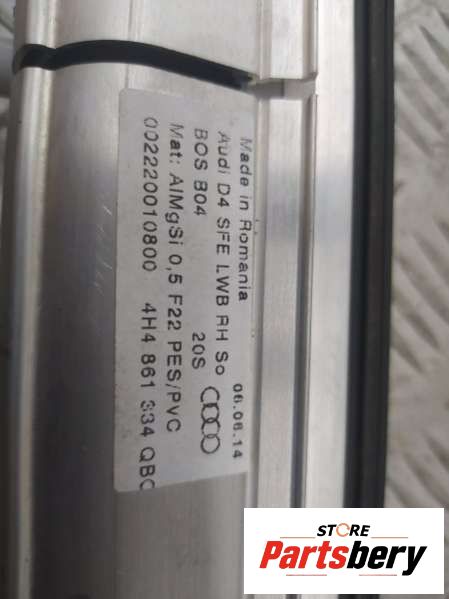 Made in Romania 06.06.14
Audi D4 SFE LWB RH So
BOS B04 20S
Mat: AlMgSi 0,5 F22 PES/PVC
002220010800 4H4 861 334 QBC
STORE
Partsbery